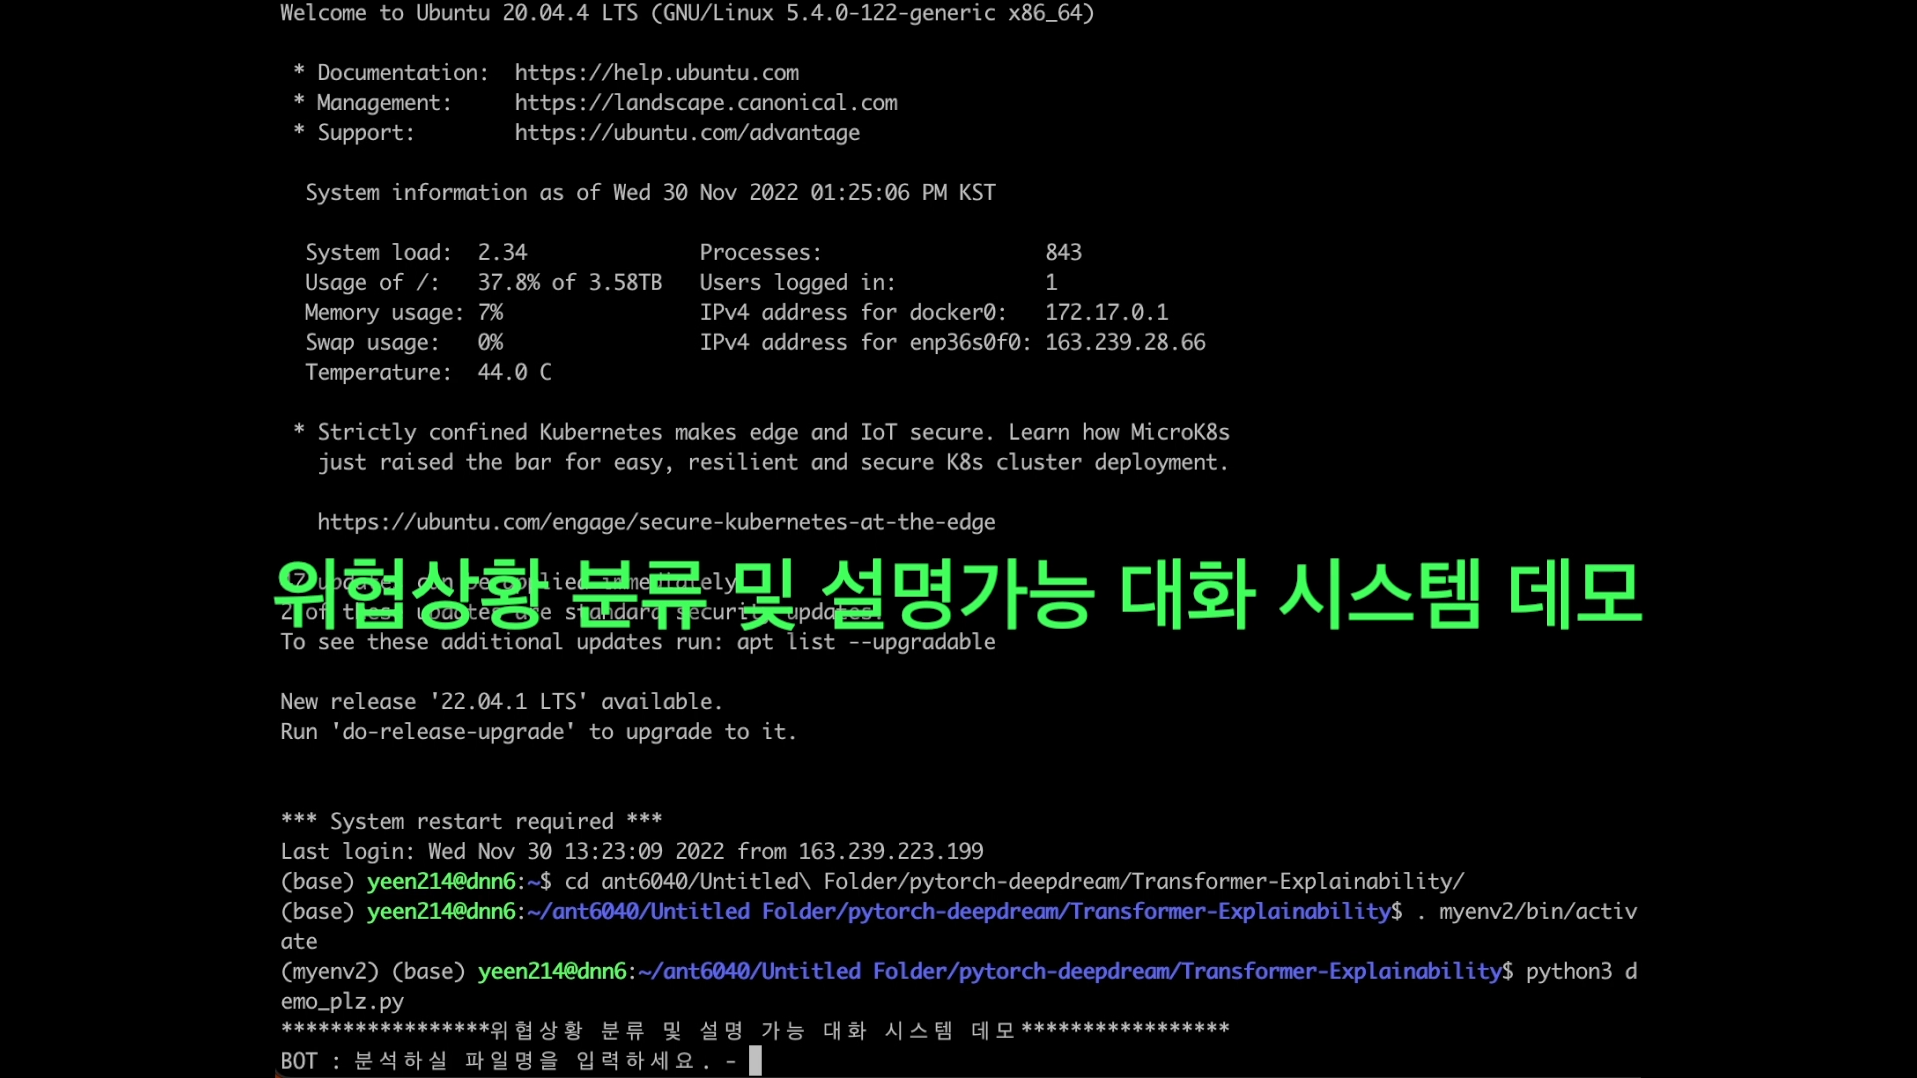 Welcome to Ubuntu 20.04.4 LTS (GNU/Linux 5.4.0-122-generic x86_64)
* Documentation:  https://help.ubuntu.com
* Management:     https://landscape.canonical.com
* Support:        https://ubuntu.com/advantage
System information as of Wed 30 Nov 2022 01:25:06 PM KST
System load:  2.34              Processes:                  843
Usage of /:   37.8% of 3.58TB   Users logged in:            1
Memory usage: 7%                IPv4 address for docker0:   172.17.0.1
Swap usage:   0%                IPv4 address for enp36s0f0: 163.239.28.66
Temperature:  44.0 C
* Strictly confined Kubernetes makes edge and IoT secure. Learn how MicroK8s
just raised the bar for easy, resilient and secure K8s cluster deployment.
https://ubuntu.com/engage/secure-kubernetes-at-the-edge
위협상황 분류 및 설명가능 대화 시스템 데모
updates can be applied immediately.
2 of these updates are standard security updates.
To see these additional updates run: apt list --upgradable
New release '22.04.1 LTS' available.
Run 'do-release-upgrade' to upgrade to it.
*** System restart required ***
Last login: Wed Nov 30 13:23:09 2022 from 163.239.223.199
(base) yeen214@dnn6:~$ cd ant6040/Untitled\ Folder/pytorch-deepdream/Transformer-Explainability/
(base) yeen214@dnn6:~/ant6040/Untitled Folder/pytorch-deepdream/Transformer-Explainability$ . myenv2/bin/activ
ate
(myenv2) (base) yeen214@dnn6:~/ant6040/Untitled Folder/pytorch-deepdream/Transformer-Explainability$ python3 d
emo_plz.py
*****************위협상황 분류 및 설명 가능 대화 시스템 데모*****************
BOT : 분석하실 파일명을 입력하세요. -